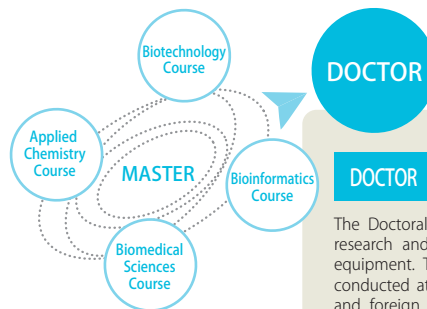 Biotechnology
Course
DOCTOR
Applied
Chemistry
Course
MASTER
Bioinformatics
Course
Biomedical
Sciences
Course
DOCTOR
The Doctoral
research and
equipment. T
conducted at
and foreign